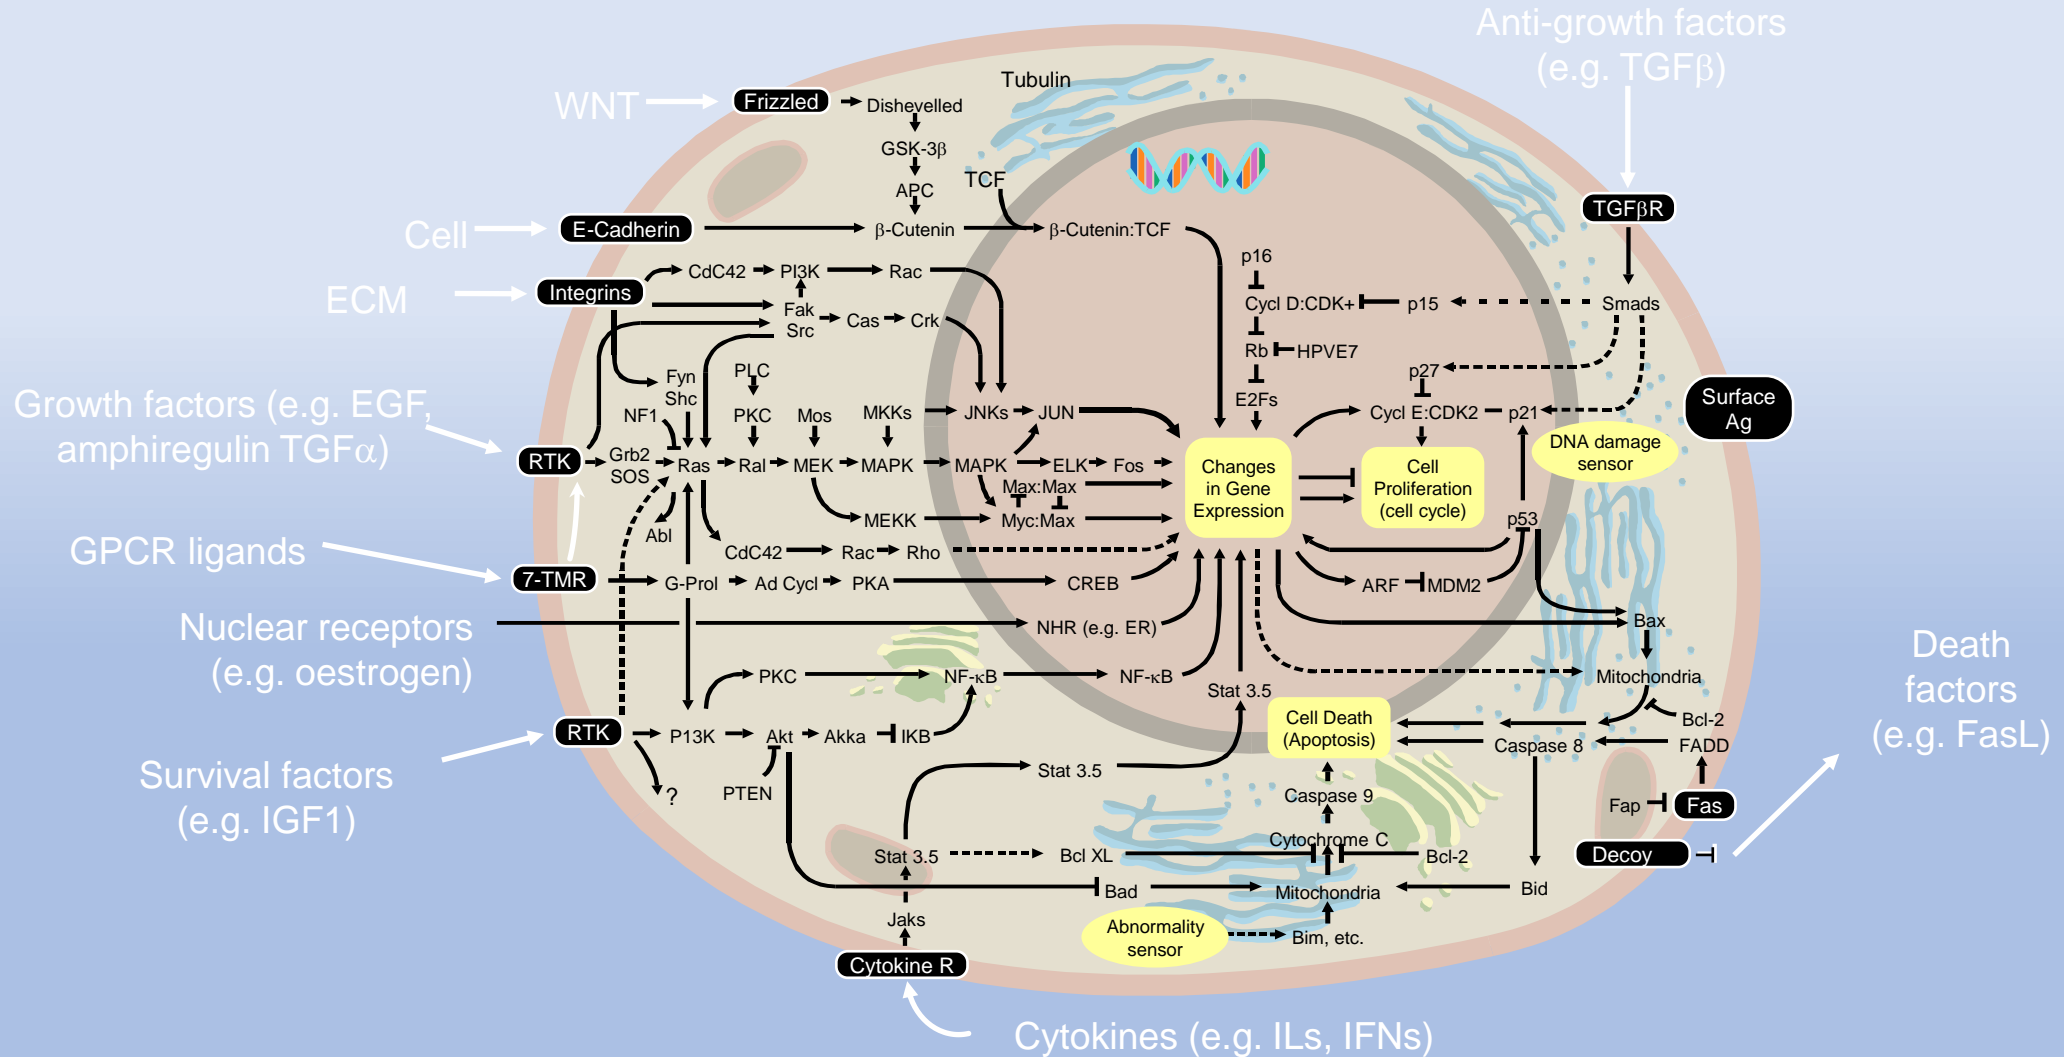 Anti-growth factors
(e.g. TGFβ)
Tubulin
WNT
Frizzled
Dishevelled
GSK-3β
APC
TCF
TGFβR
Cell
E-Cadherin
β-Cutenin
β-Cutenin:TCF
p16
CdC42
PI3K
Rac
ECM
Integrins
Fak
Src
Cas
Crk
Cycl D:CDK+
p15
Smads
Rb
HPVE7
PLC
Fyn
Shc
p27
Growth factors (e.g. EGF,
amphiregulin TGFα)
NF1
PKC
Mos
MKKs
JNKs
JUN
E2Fs
Cycl E:CDK2
p21
Surface
Ag
DNA damage
sensor
RTK
Grb2
SOS
Ras
Ral
MEK
MAPK
MAPK
ELK
Fos
Max:Max
Changes
in Gene
Expression
Cell
Proliferation
(cell cycle)
Abl
MEKK
Myc:Max
p53
GPCR ligands
CdC42
Rac
Rho
7-TMR
G-Prol
Ad Cycl
PKA
CREB
ARF
MDM2
Nuclear receptors
(e.g. oestrogen)
NHR (e.g. ER)
Bax
Death
factors
(e.g. FasL)
PKC
NF-κB
NF-κB
Stat 3.5
Mitochondria
RTK
P13K
Akt
Akka
IKB
Cell Death
(Apoptosis)
Bcl-2
Caspase 8
FADD
Survival factors
(e.g. IGF1)
?
PTEN
Stat 3.5
Caspase 9
Fap
Fas
Cytochrome C
Stat 3.5
Bcl XL
Bcl-2
Decoy
Bad
Mitochondria
Bid
Jaks
Abnormality
sensor
Bim, etc.
Cytokine R
Cytokines (e.g. ILs, IFNs)